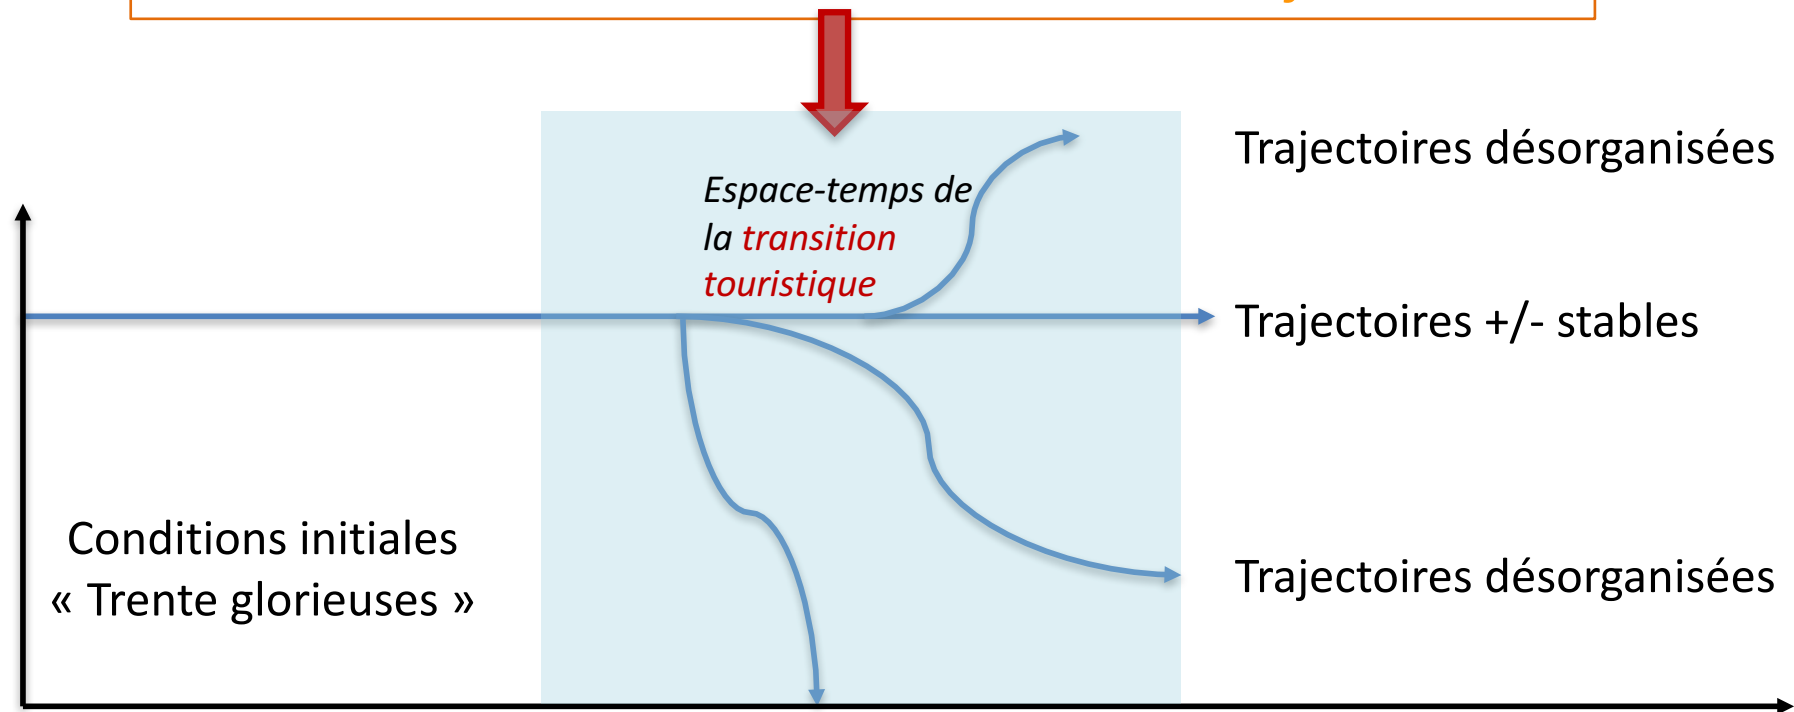 Trajectoires désorganisées
Espace-temps de
la transition
touristique
Trajectoires +/- stables
Conditions initiales
« Trente glorieuses »
Trajectoires désorganisées